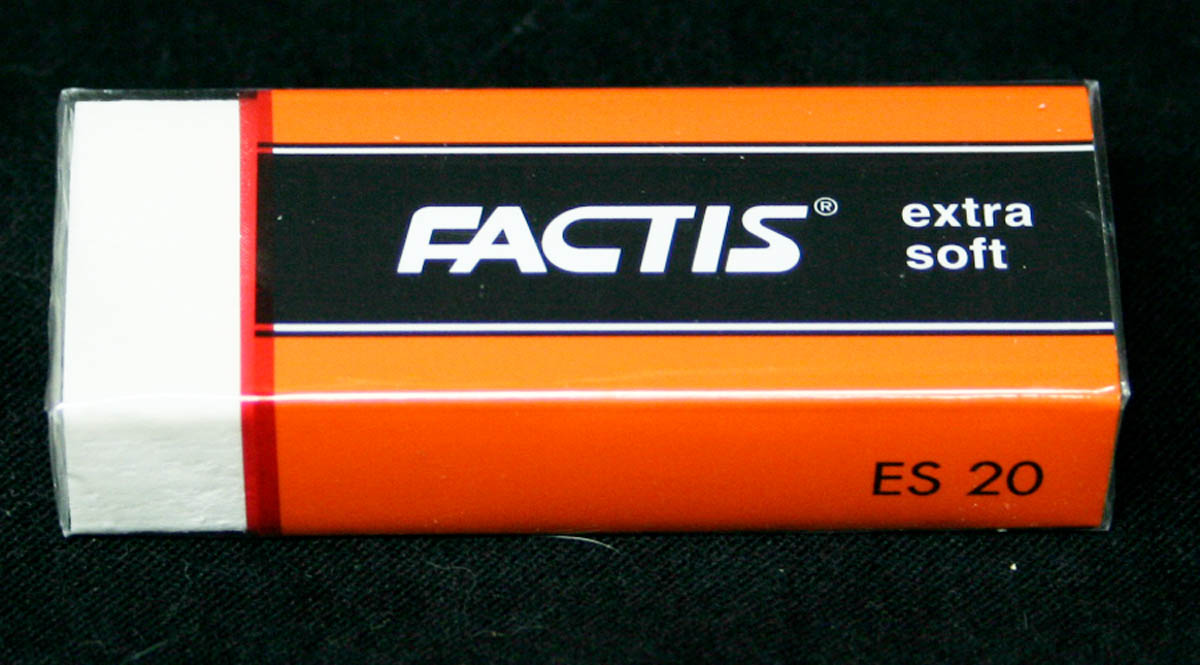 FACTIS®
extra
soft
ES 20